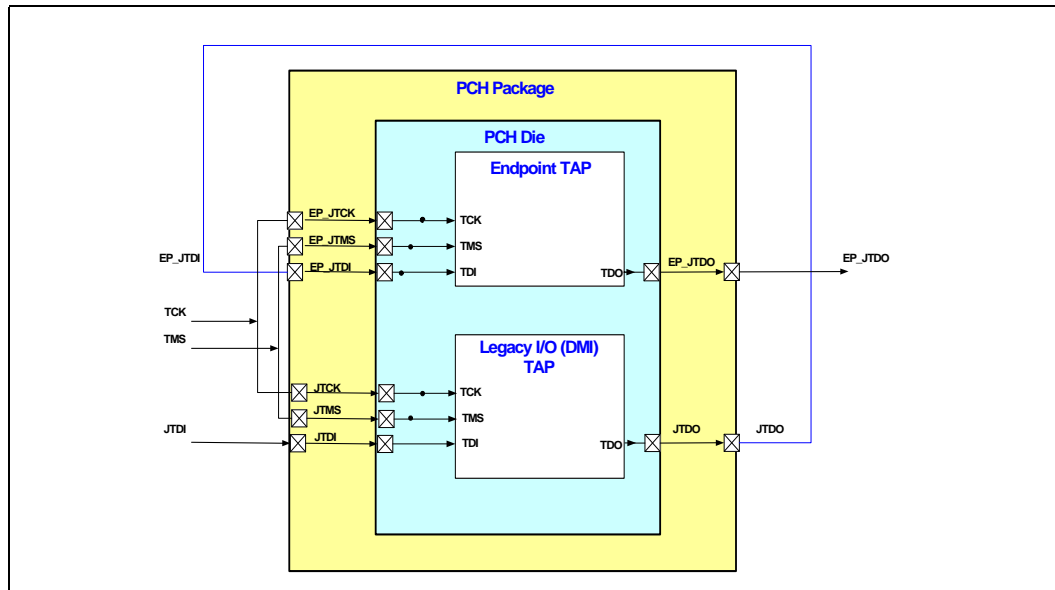 PCH Package
PCH Die
Endpoint TAP
EP_JTCK
TCK
EP_JTMS
TMS
EP_JTDI
EP_JTDI
TDI
TDO
EP_JTDO
EP_JTDO
TCK
TMS
Legacy I/O (DMI)
TAP
JTCK
TCK
JTMS
TMS
JTDI
JTDI
TDI
TDO
JTDO
JTDO